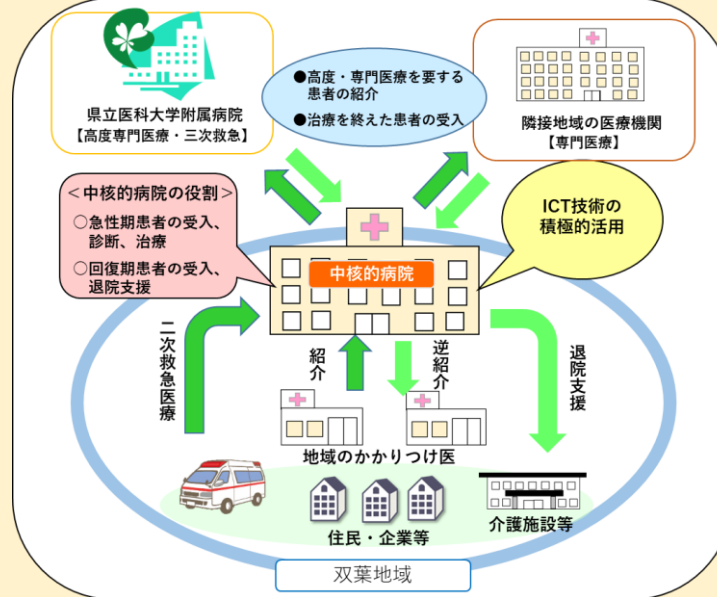 県立医科大学附属病院
【高度専門医療・三次救急】
●高度・専門医療を要する
患者の紹介
●治療を終えた患者の受入
隣接地域の医療機関
【専門医療】
＜中核的病院の役割＞
○急性期患者の受入、
診断、治療
○回復期患者の受入、
退院支援
ICT技術の
積極的活用
中核的病院
二次救急医療
紹介
逆紹介
退院支援
地域のかかりつけ医
住民・企業等
介護施設等
双葉地域